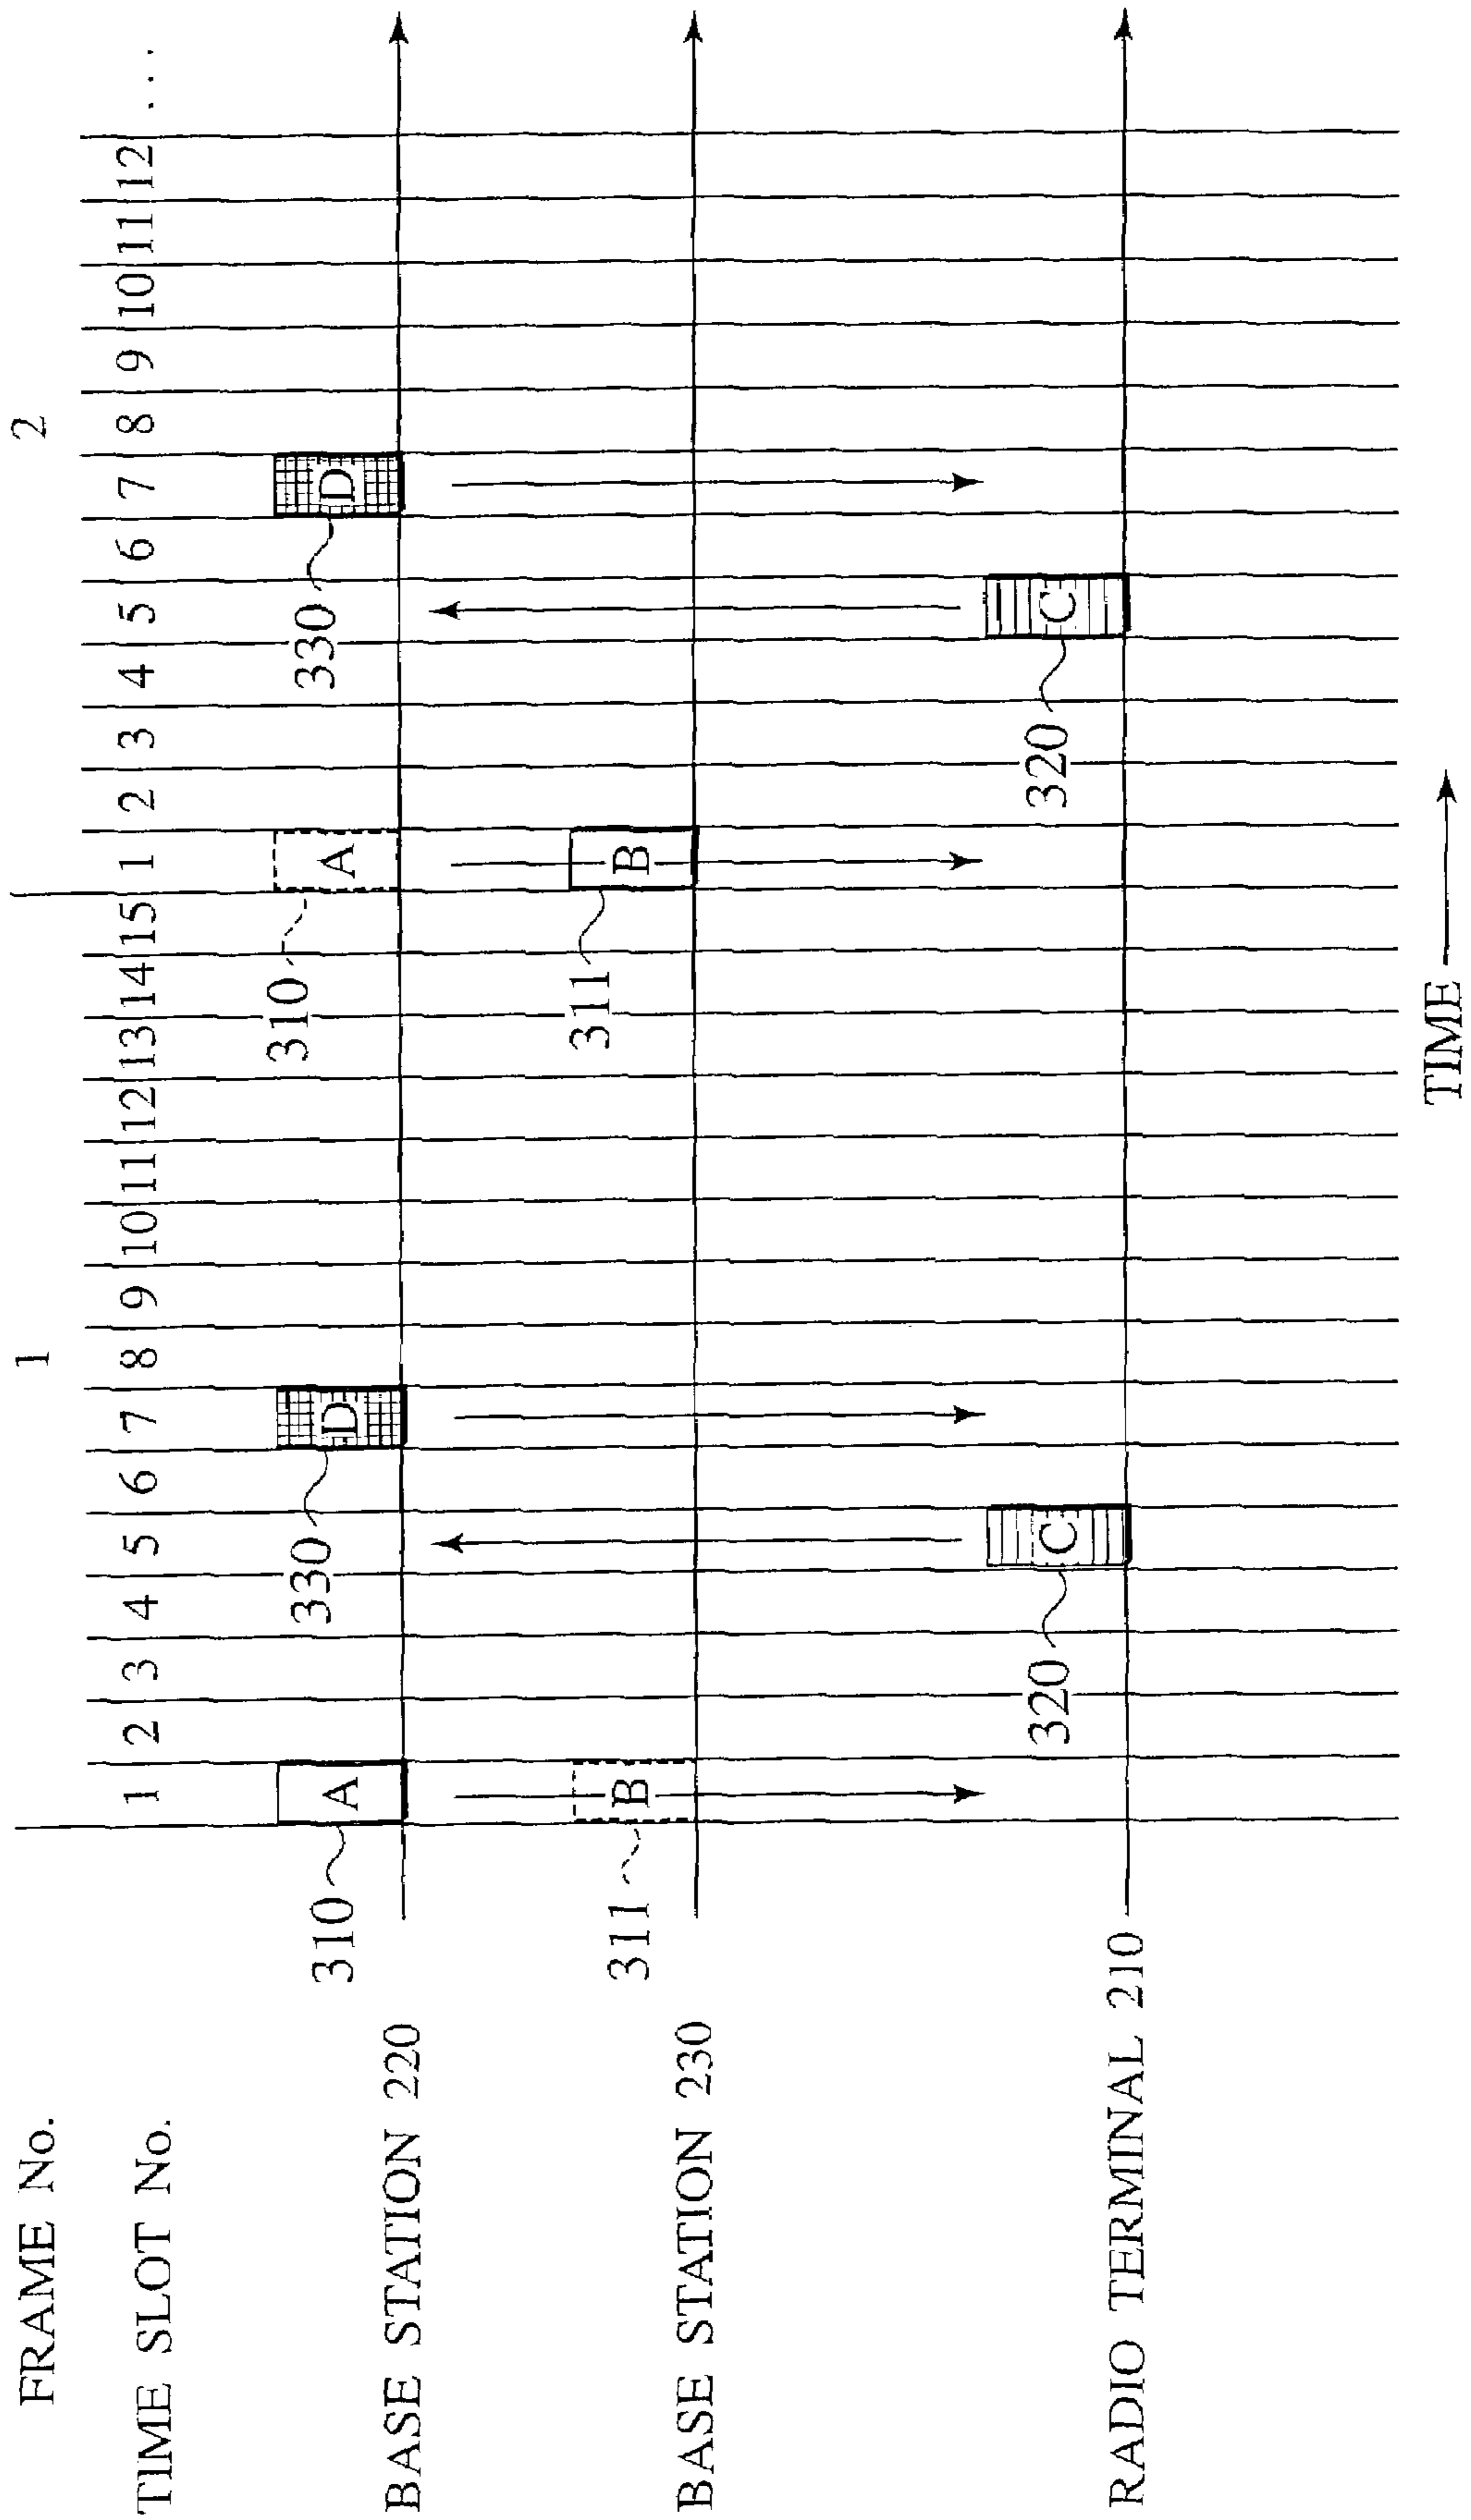 FRAME No. 1 2
TIME SLOT No. 1 2 3 4 5 6 7 8 9 10 11 12 13 14 15 1 2 3 4 5 6 7 8 9 10 11 12 ...
310 A 330 D 310 A 330 D
BASE STATION 220
311 B 311 B
BASE STATION 230
320 C 320 C
RADIO TERMINAL 210
TIME